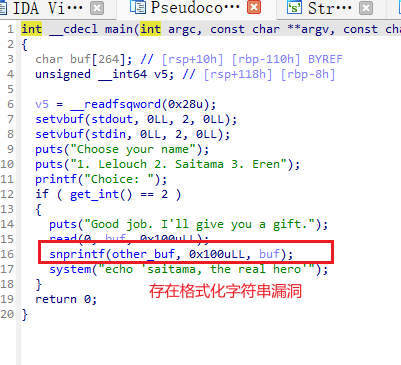 IDA Vi...
Pseudoco...
Str
int __cdecl main(int argc, const char **argv, const cha
2 {
3 char buf[264]; // [rsp+10h] [rbp-110h] BYREF
4 unsigned __int64 v5; // [rsp+118h] [rbp-8h]
5
6 v5 = __readfsqword(0x28u);
7 setvbuf(stdout, 0LL, 2, 0LL);
8 setvbuf(stdin, 0LL, 2, 0LL);
9 puts("Choose your name");
10 puts("1. Lelouch 2. Saitama 3. Eren");
11 printf("Choice: ");
12 if ( get_int() == 2 )
13 {
14 puts("Good job. I'll give you a gift.");
15 read(0, buf, 0x100uLL);
16 snprintf(other_buf, 0x100uLL, buf);
17 system("echo 'saitama, the real hero'");
18 }
19 return 0;
20 }
存在格式化字符串漏洞